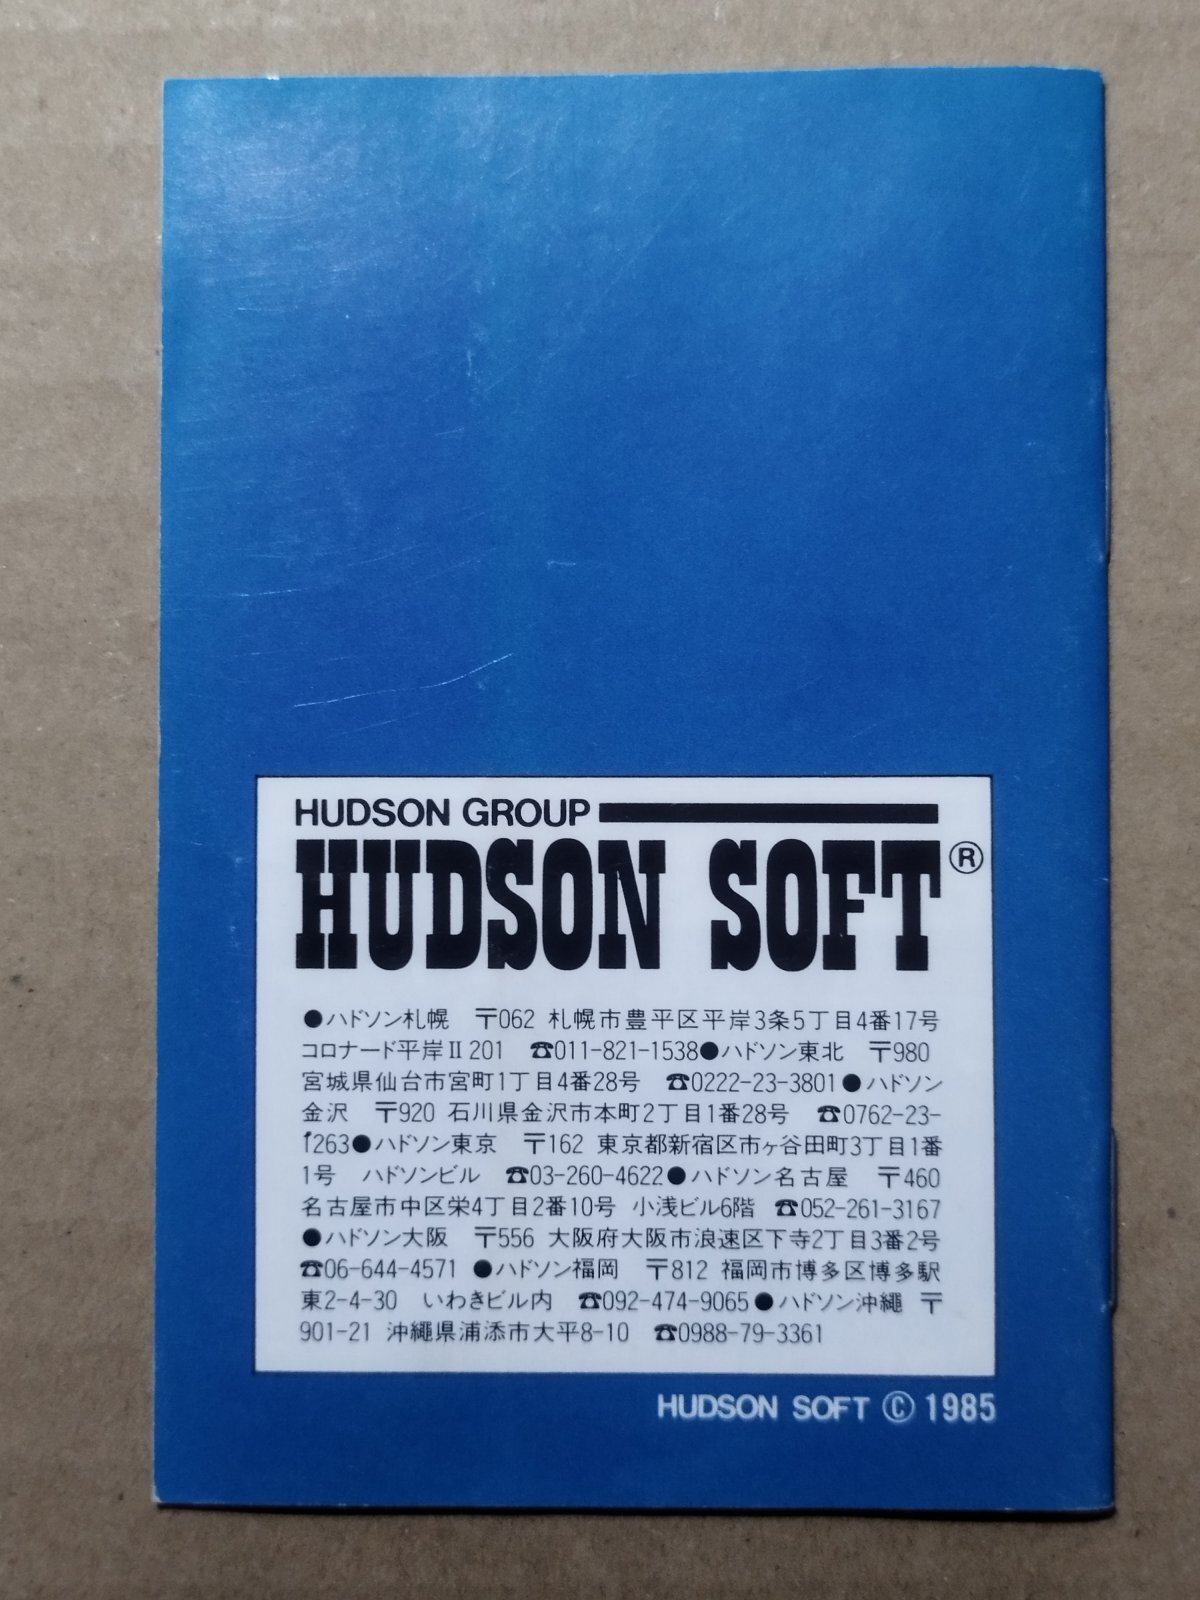 HUDSON GROUP
HUDSON SOFT®
●ハドソン札幌 〒062 札幌市豊平区平岸3条5丁目4番17号
コロナード平岸II 201 ☎011-821-1538●ハドソン東北 〒980
宮城県仙台市宮町1丁目4番28号 ☎0222-23-3801●ハドソン
金沢 〒920 石川県金沢市本町2丁目1番28号 ☎0762-23-
1263●ハドソン東京 〒162 東京都新宿区市ヶ谷田町3丁目1番
1号 ハドソンビル ☎03-260-4622●ハドソン名古屋 〒460
名古屋市中区栄4丁目2番10号 小浅ビル6階 ☎052-261-3167
●ハドソン大阪 〒556 大阪府大阪市浪速区下寺2丁目3番2号
☎06-644-4571 ●ハドソン福岡 〒812 福岡市博多区博多駅
東2-4-30 いわきビル内 ☎092-474-9065●ハドソン沖縄 〒
901-21 沖縄県浦添市大平8-10 ☎0988-79-3361
HUDSON SOFT © 1985